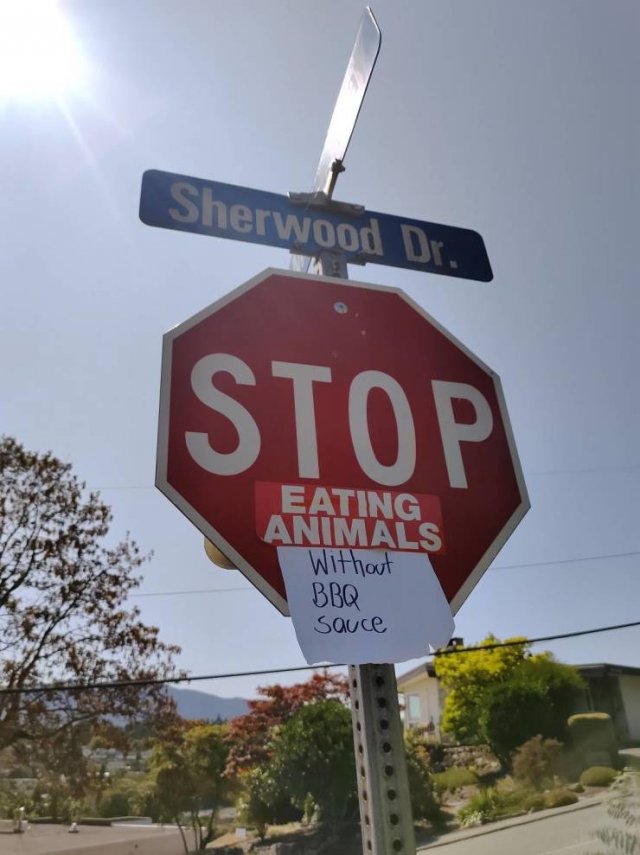 Sherwood Dr.
STOP
EATING
ANIMALS
Without
BBQ
sauce